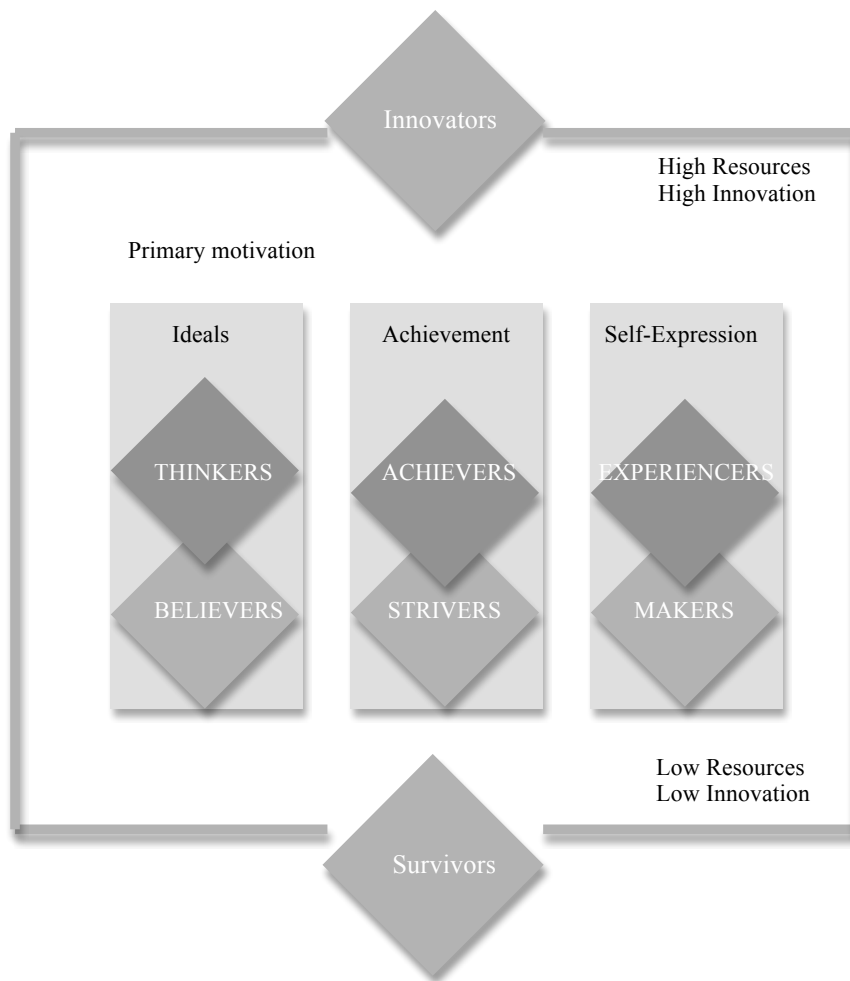 Innovators
High Resources
High Innovation
Primary motivation
Ideals
Achievement
Self-Expression
THINKERS
ACHIEVERS
EXPERIENCERS
BELIEVERS
STRIVERS
MAKERS
Low Resources
Low Innovation
Survivors